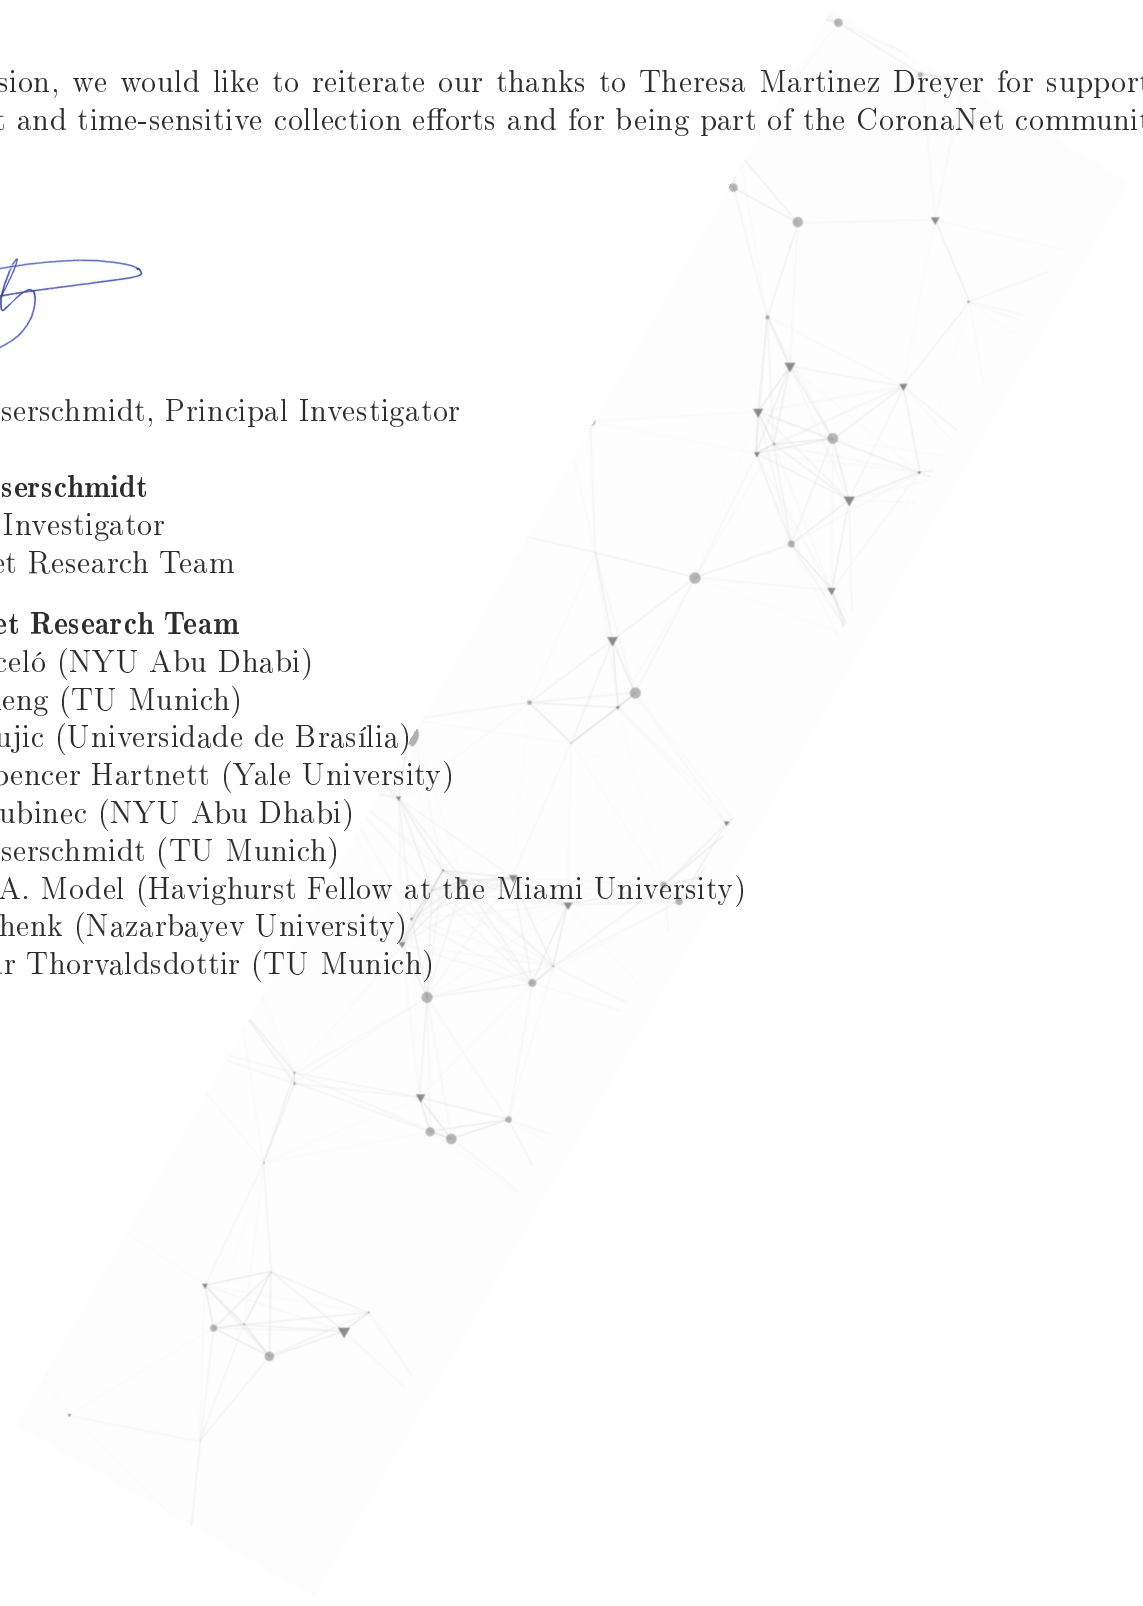 sion, we would like to reiterate our thanks to Theresa Martinez Dreyer for support
t and time-sensitive collection efforts and for being part of the CoronaNet communit
serschmidt, Principal Investigator
serschmidt
Investigator
et Research Team
et Research Team
celó (NYU Abu Dhabi)
eng (TU Munich)
ujic (Universidade de Brasília)
pencer Hartnett (Yale University)
ubinec (NYU Abu Dhabi)
serschmidt (TU Munich)
A. Model (Havighurst Fellow at the Miami University)
henk (Nazarbayev University)
ur Thorvaldsdottir (TU Munich)